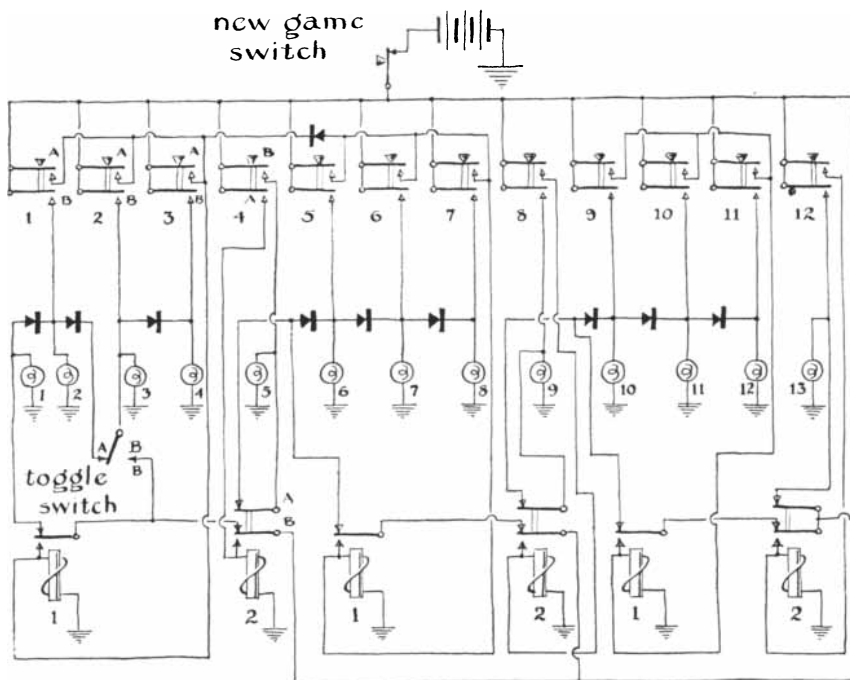 new game
switch
A A A B
1 B 2 B 3 B 4 A 5 6 7 8 9 10 11 12
1 2 3 4 5 6 7 8 9 10 11 12 13
A B
B
toggle
switch
A
B
1 2 1 2 1 2